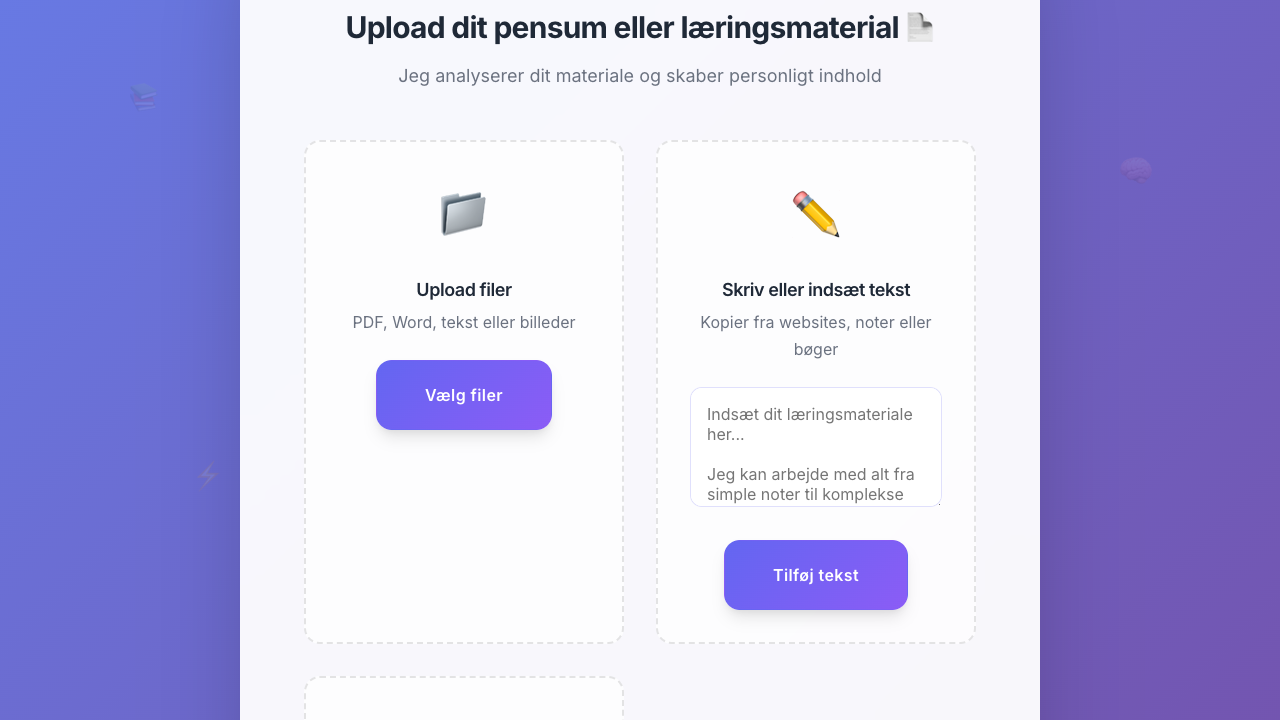 Upload dit pensum eller læringsmaterial
Jeg analyserer dit materiale og skaber personligt indhold
Upload filer
PDF, Word, tekst eller billeder
Vælg filer
Skriv eller indsæt tekst
Kopier fra websites, noter eller
bøger
Indsæt dit læringsmateriale
her...
Jeg kan arbejde med alt fra
simple noter til komplekse
Tilføj tekst